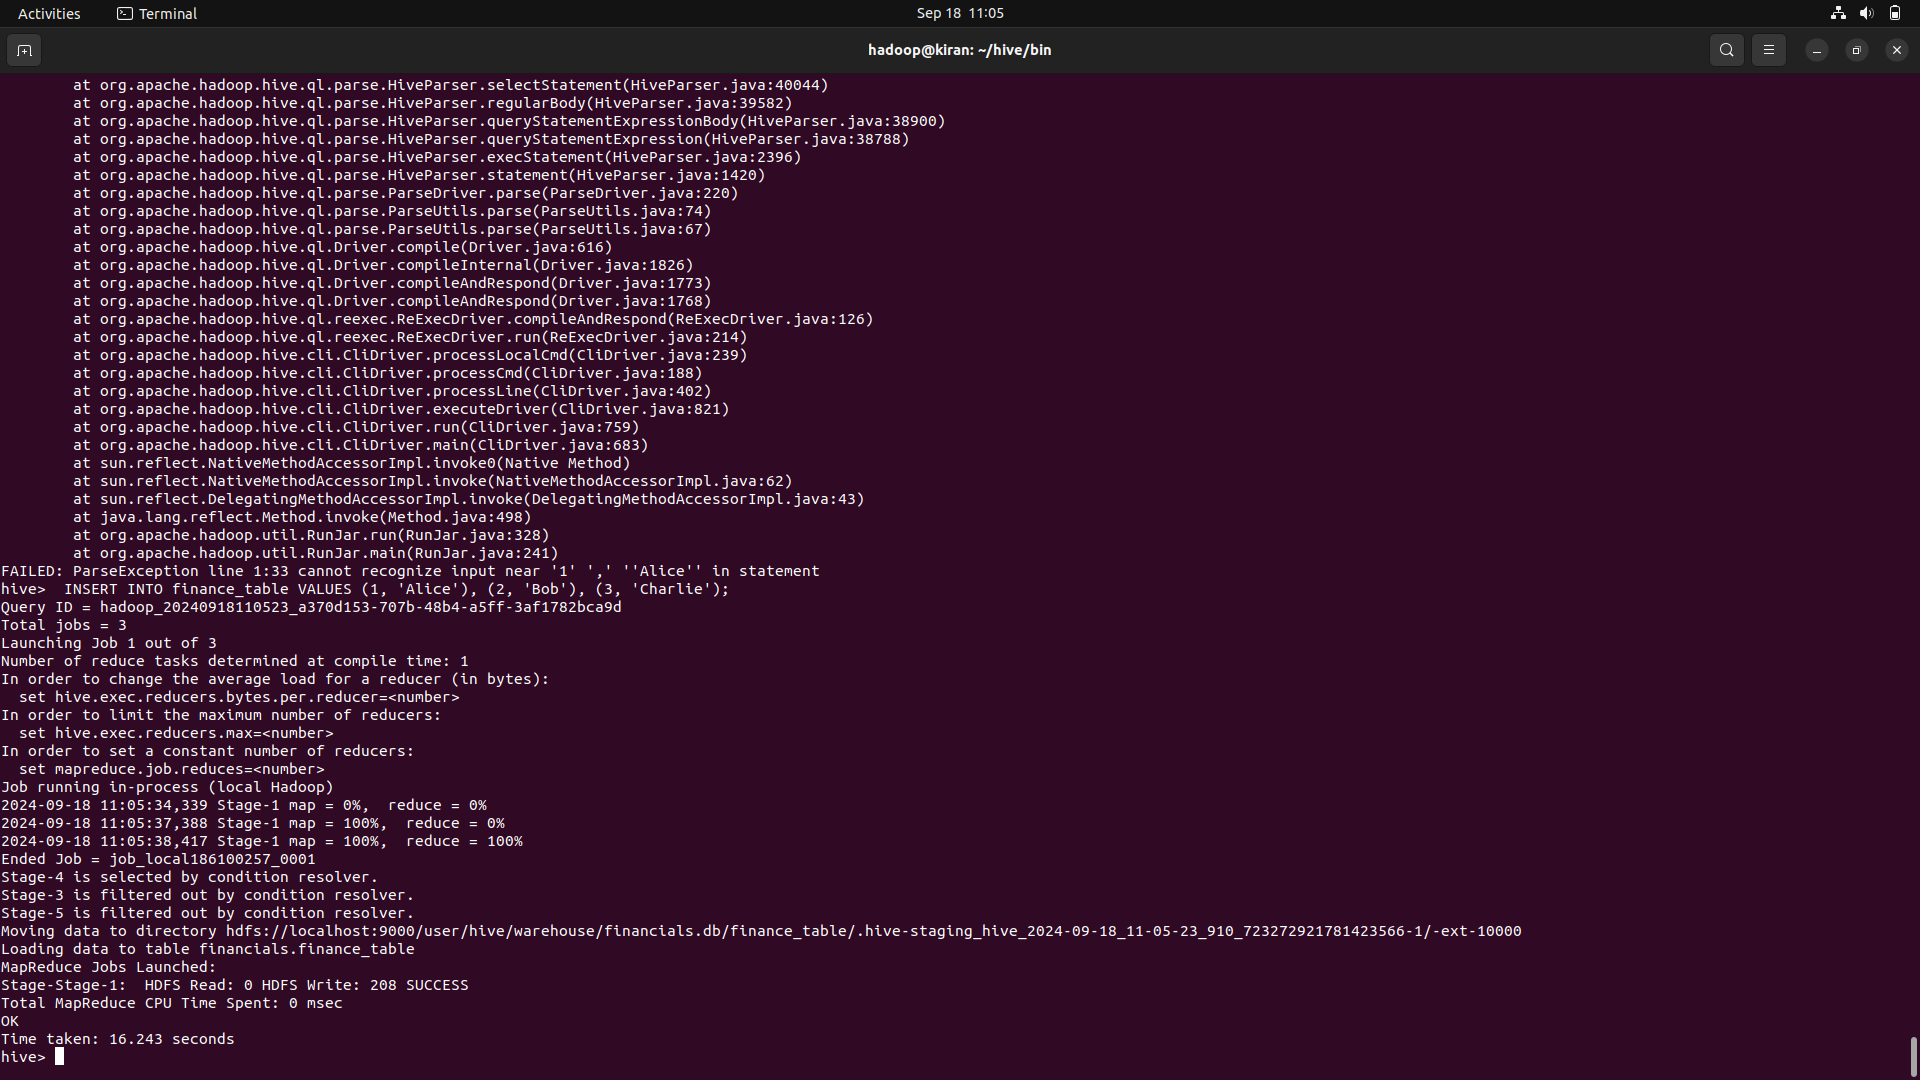 Activities
Terminal
Sep 18 11:05
hadoop@kiran: ~/hive/bin
at org.apache.hadoop.hive.ql.parse.HiveParser.selectStatement(HiveParser.java:40044)
at org.apache.hadoop.hive.ql.parse.HiveParser.regularBody(HiveParser.java:39582)
at org.apache.hadoop.hive.ql.parse.HiveParser.queryStatementExpressionBody(HiveParser.java:38900)
at org.apache.hadoop.hive.ql.parse.HiveParser.queryStatementExpression(HiveParser.java:38788)
at org.apache.hadoop.hive.ql.parse.HiveParser.execStatement(HiveParser.java:2396)
at org.apache.hadoop.hive.ql.parse.HiveParser.statement(HiveParser.java:1420)
at org.apache.hadoop.hive.ql.parse.ParseDriver.parse(ParseDriver.java:220)
at org.apache.hadoop.hive.ql.parse.ParseUtils.parse(ParseUtils.java:74)
at org.apache.hadoop.hive.ql.parse.ParseUtils.parse(ParseUtils.java:67)
at org.apache.hadoop.hive.ql.Driver.compile(Driver.java:616)
at org.apache.hadoop.hive.ql.Driver.compileInternal(Driver.java:1826)
at org.apache.hadoop.hive.ql.Driver.compileAndRespond(Driver.java:1773)
at org.apache.hadoop.hive.ql.Driver.compileAndRespond(Driver.java:1768)
at org.apache.hadoop.hive.ql.reexec.ReExecDriver.compileAndRespond(ReExecDriver.java:126)
at org.apache.hadoop.hive.ql.reexec.ReExecDriver.run(ReExecDriver.java:214)
at org.apache.hadoop.hive.cli.CliDriver.processLocalCmd(CliDriver.java:239)
at org.apache.hadoop.hive.cli.CliDriver.processCmd(CliDriver.java:188)
at org.apache.hadoop.hive.cli.CliDriver.processLine(CliDriver.java:402)
at org.apache.hadoop.hive.cli.CliDriver.executeDriver(CliDriver.java:821)
at org.apache.hadoop.hive.cli.CliDriver.run(CliDriver.java:759)
at org.apache.hadoop.hive.cli.CliDriver.main(CliDriver.java:683)
at sun.reflect.NativeMethodAccessorImpl.invoke0(Native Method)
at sun.reflect.NativeMethodAccessorImpl.invoke(NativeMethodAccessorImpl.java:62)
at sun.reflect.DelegatingMethodAccessorImpl.invoke(DelegatingMethodAccessorImpl.java:43)
at java.lang.reflect.Method.invoke(Method.java:498)
at org.apache.hadoop.util.RunJar.run(RunJar.java:328)
at org.apache.hadoop.util.RunJar.main(RunJar.java:241)
FAILED: ParseException line 1:33 cannot recognize input near '1' ',' ''Alice'' in statement
hive>  INSERT INTO finance_table VALUES (1, 'Alice'), (2, 'Bob'), (3, 'Charlie');
Query ID = hadoop_20240918110523_a370d153-707b-48b4-a5ff-3af1782bca9d
Total jobs = 3
Launching Job 1 out of 3
Number of reduce tasks determined at compile time: 1
In order to change the average load for a reducer (in bytes):
  set hive.exec.reducers.bytes.per.reducer=<number>
In order to limit the maximum number of reducers:
  set hive.exec.reducers.max=<number>
In order to set a constant number of reducers:
  set mapreduce.job.reduces=<number>
Job running in-process (local Hadoop)
2024-09-18 11:05:34,339 Stage-1 map = 0%,  reduce = 0%
2024-09-18 11:05:37,388 Stage-1 map = 100%,  reduce = 0%
2024-09-18 11:05:38,417 Stage-1 map = 100%,  reduce = 100%
Ended Job = job_local186100257_0001
Stage-4 is selected by condition resolver.
Stage-3 is filtered out by condition resolver.
Stage-5 is filtered out by condition resolver.
Moving data to directory hdfs://localhost:9000/user/hive/warehouse/financials.db/finance_table/.hive-staging_hive_2024-09-18_11-05-23_910_723272921781423566-1/-ext-10000
Loading data to table financials.finance_table
MapReduce Jobs Launched:
Stage-Stage-1:  HDFS Read: 0 HDFS Write: 208 SUCCESS
Total MapReduce CPU Time Spent: 0 msec
OK
Time taken: 16.243 seconds
hive>